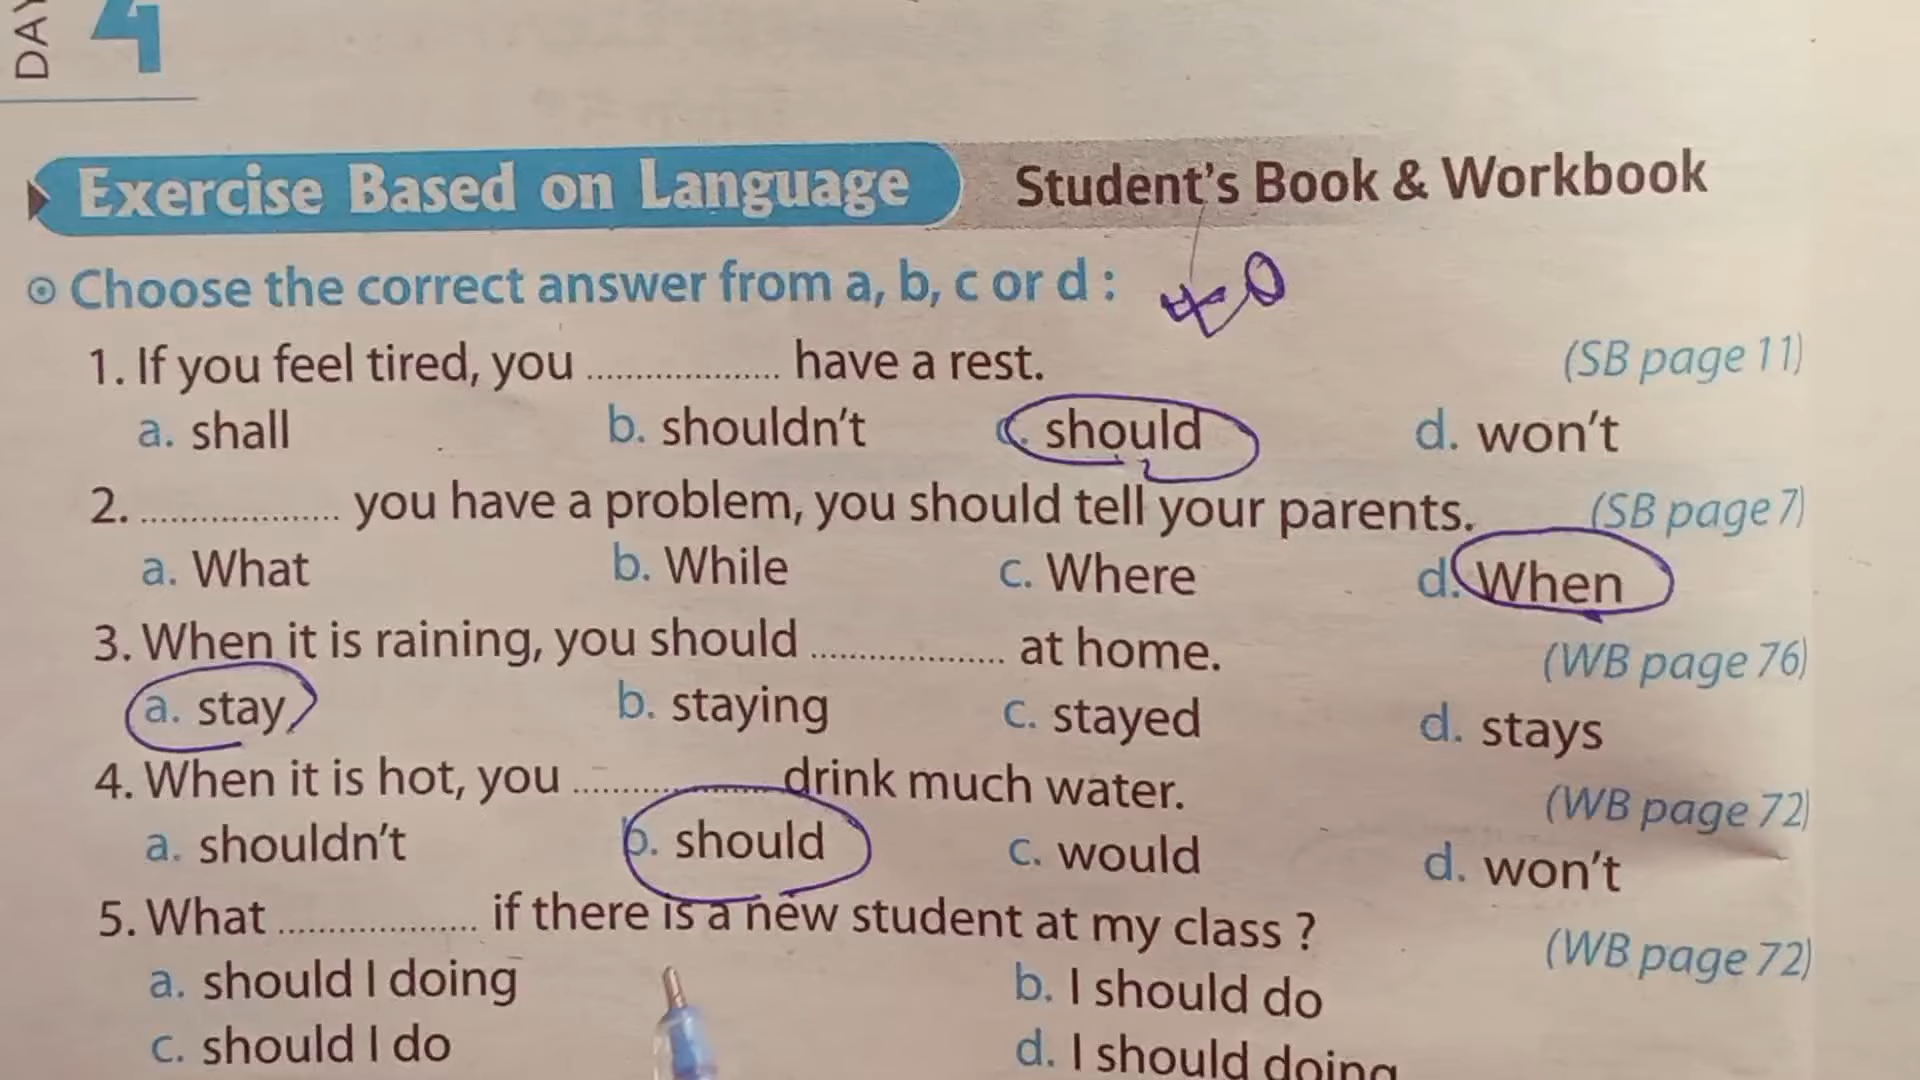 DAY 4
Exercise Based on Language Student's Book & Workbook
Choose the correct answer from a, b, c or d :
1. If you feel tired, you ................... have a rest. (SB page 11)
a. shall b. shouldn't c. should d. won't
2. .................... you have a problem, you should tell your parents. (SB page 7)
a. What b. While c. Where d. When
3. When it is raining, you should ................... at home. (WB page 76)
a. stay b. staying c. stayed d. stays
4. When it is hot, you ................... drink much water. (WB page 72)
a. shouldn't b. should c. would d. won't
5. What .................... if there is a new student at my class ? (WB page 72)
a. should I doing b. I should do
c. should I do d. I should doing